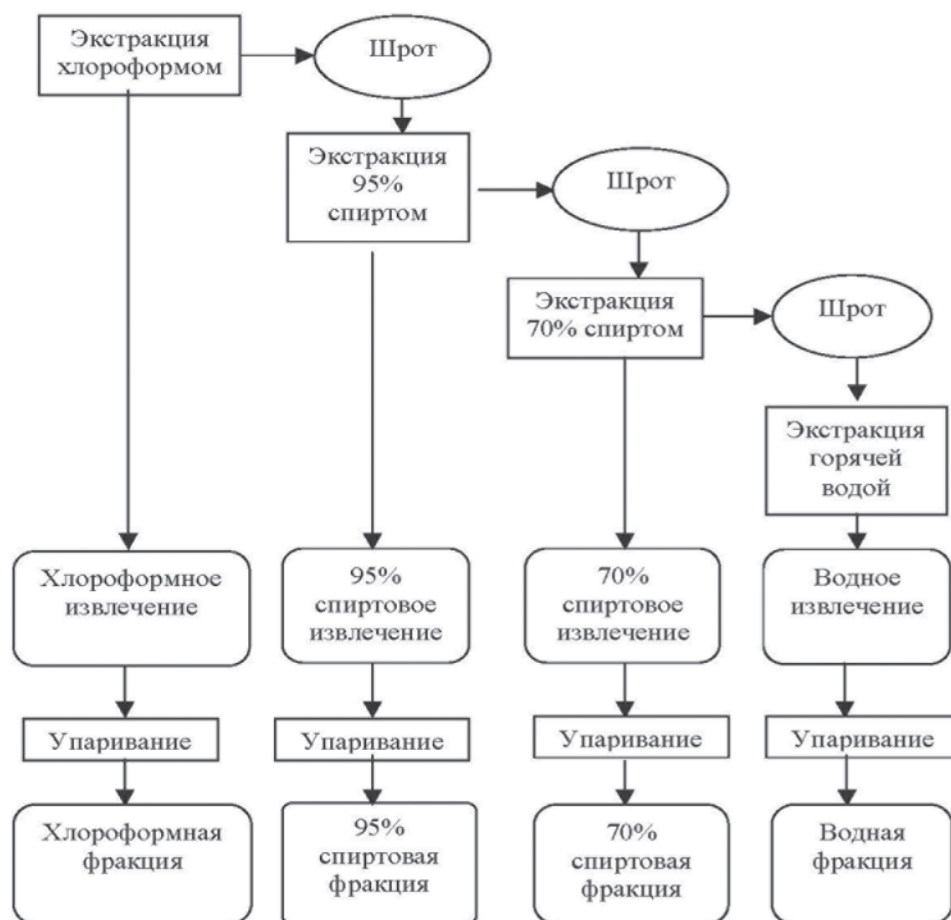 Экстракция
хлороформом
Шрот
Экстракция
95%
спиртом
Шрот
Экстракция
70% спиртом
Шрот
Экстракция
горячей
водой
Хлороформное
извлечение
95%
спиртовое
извлечение
70%
спиртовое
извлечение
Водное
извлечение
Упаривание
Упаривание
Упаривание
Упаривание
Хлороформная
фракция
95%
спиртовая
фракция
70%
спиртовая
фракция
Водная
фракция